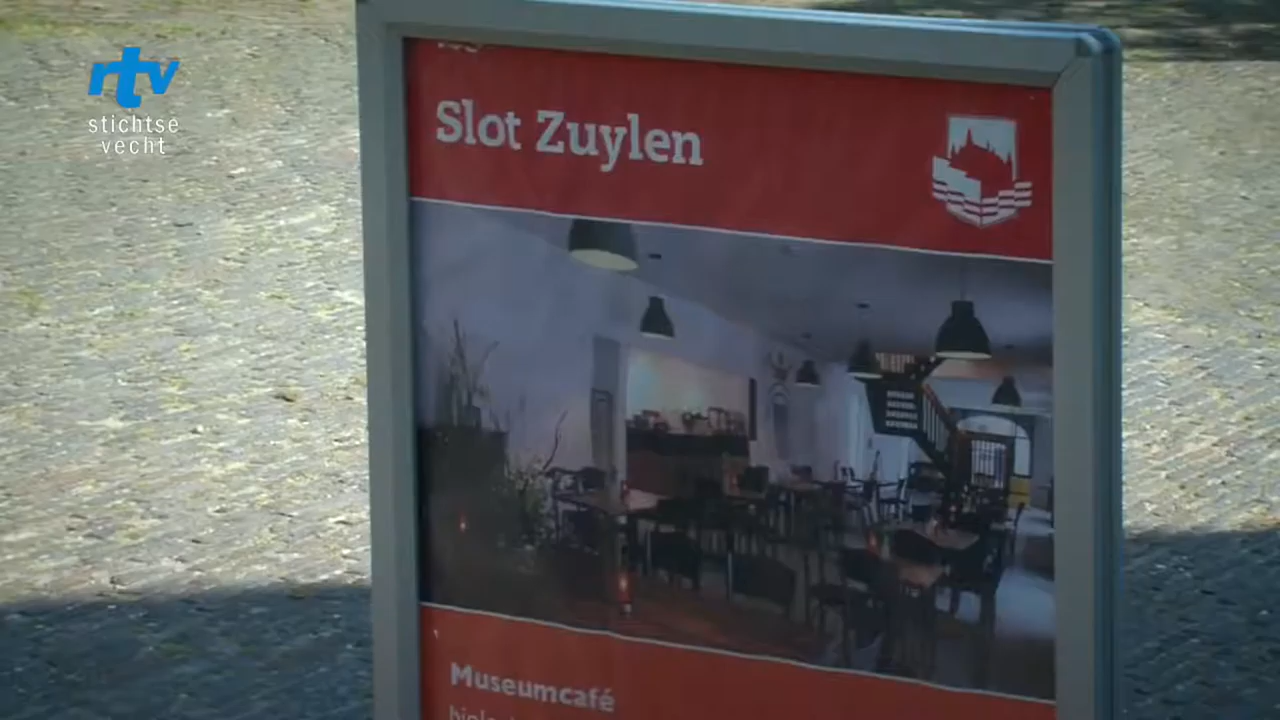 rtv
stichtse
vecht
Slot Zuylen
Museumcafé